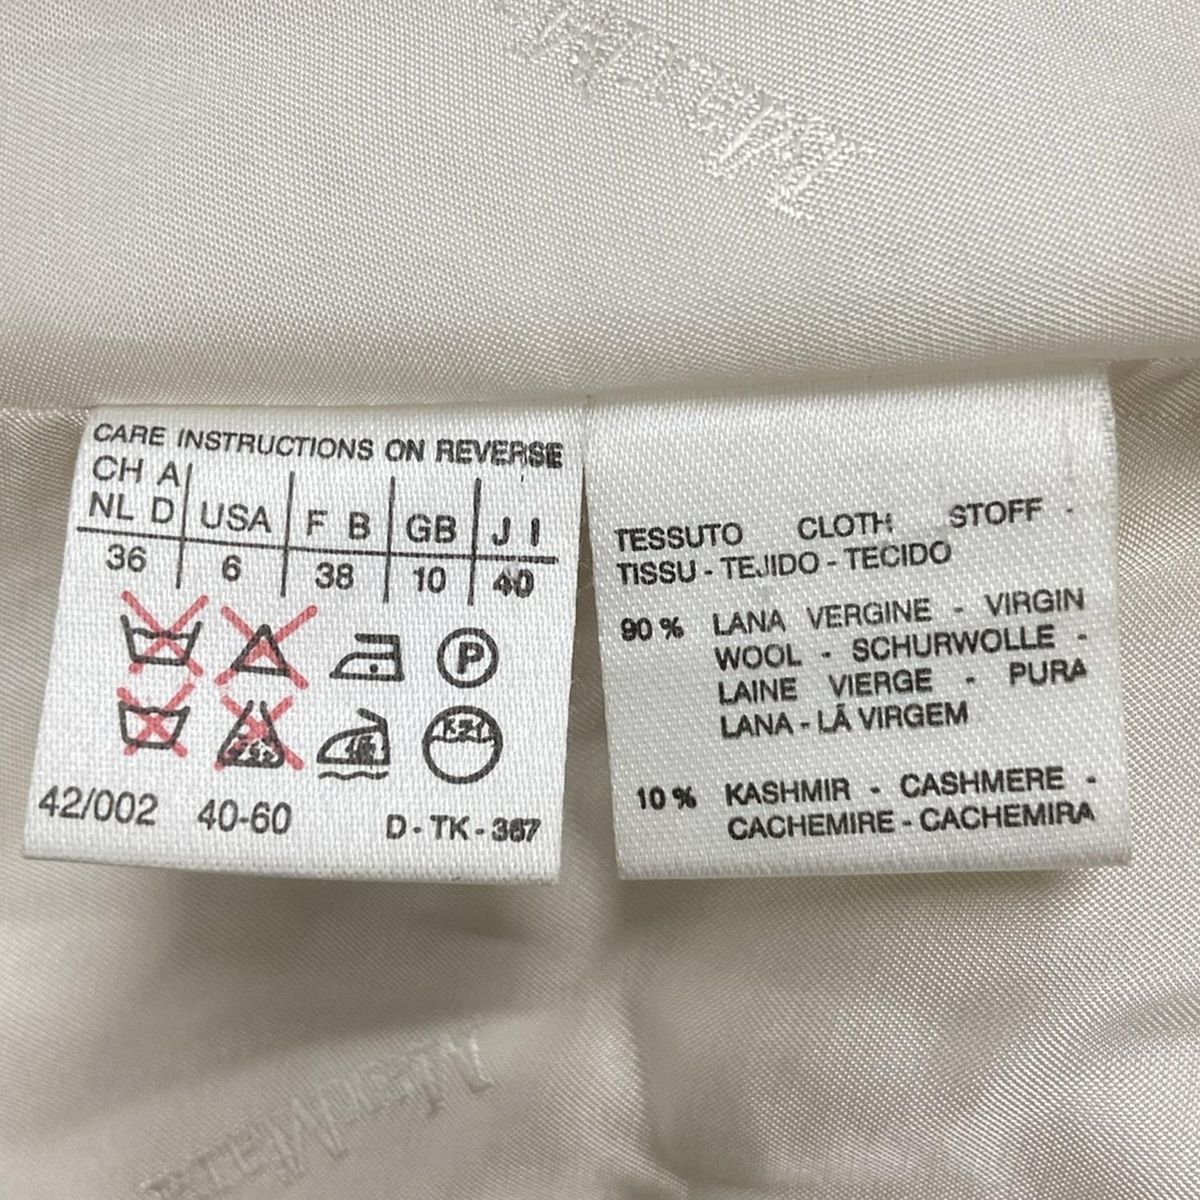 CARE INSTRUCTIONS ON REVERSE
CH A
NL D USA F B GB J I
36 6 38 10 40
P
42/002 40-60 D-TK-367
TESSUTO CLOTH STOFF -
TISSU - TEJIDO - TECIDO
90 % LANA VERGINE - VIRGIN
WOOL - SCHURWOLLE -
LAINE VIERGE - PURA
LANA - LÃ VIRGEM
10 % KASHMIR - CASHMERE -
CACHEMIRE - CACHEMIRA